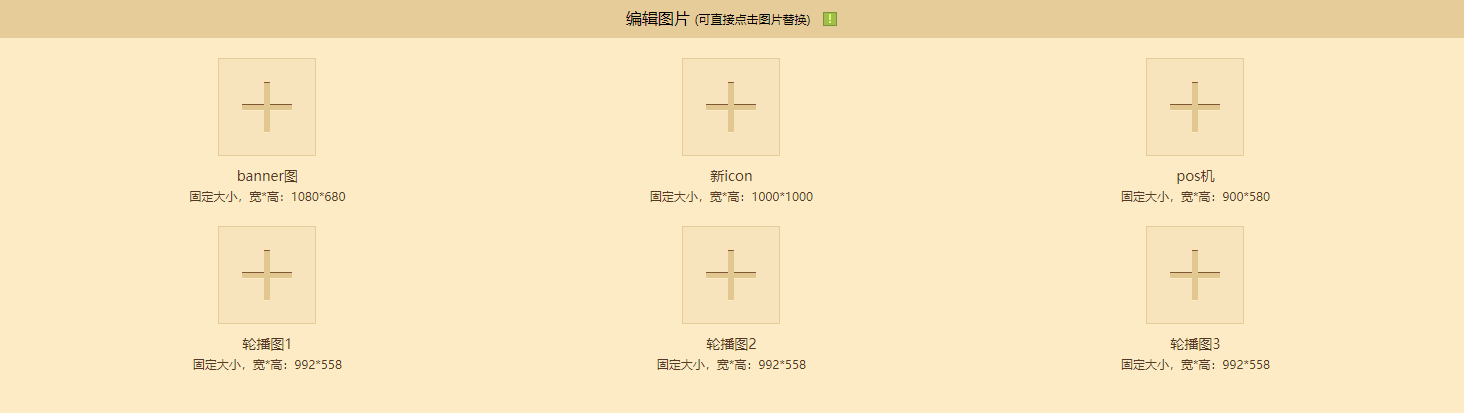 编辑图片 (可直接点击图片替换) !
banner图 新icon pos机
固定大小，宽*高：1080*680 固定大小，宽*高：1000*1000 固定大小，宽*高：900*580
轮播图1 轮播图2 轮播图3
固定大小，宽*高：992*558 固定大小，宽*高：992*558 固定大小，宽*高：992*558